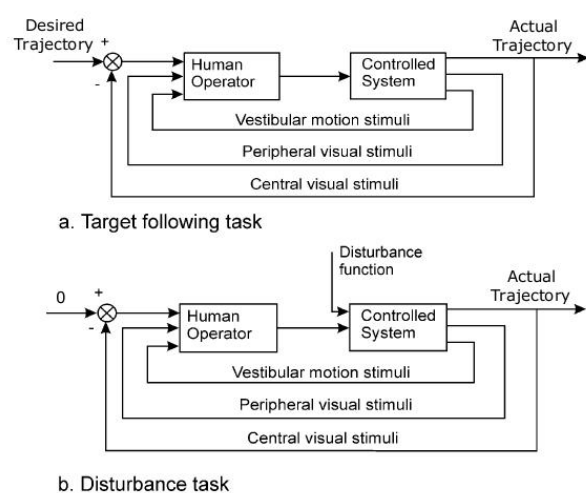 Desired
Trajectory
+
-
Human
Operator
Controlled
System
Actual
Trajectory
Vestibular motion stimuli
Peripheral visual stimuli
Central visual stimuli
a. Target following task
Disturbance
function
0
+
-
Human
Operator
Controlled
System
Actual
Trajectory
Vestibular motion stimuli
Peripheral visual stimuli
Central visual stimuli
b. Disturbance task